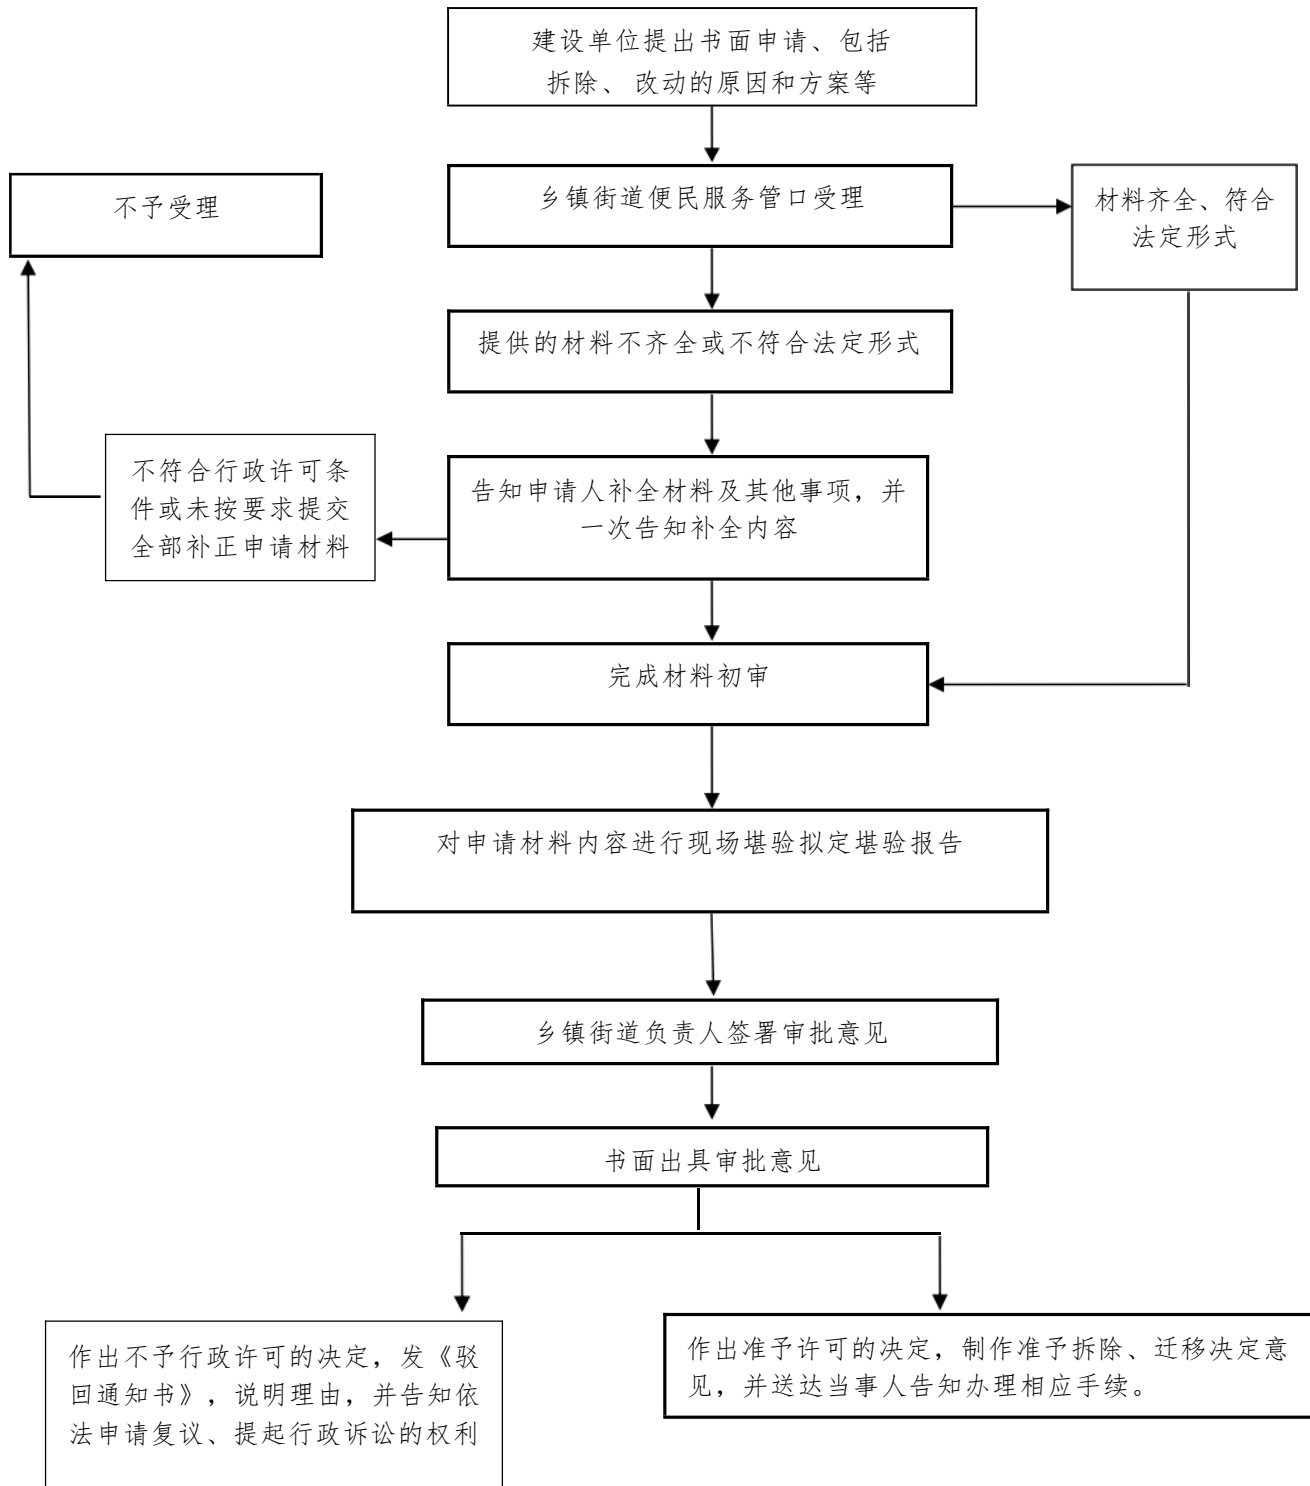 建设单位提出书面申请、包括
拆除、 改动的原因和方案等
乡镇街道便民服务管口受理
材料齐全、符合
法定形式
不予受理
提供的材料不齐全或不符合法定形式
不符合行政许可条
件或未按要求提交
全部补正申请材料
告知申请人补全材料及其他事项，并
一次告知补全内容
完成材料初审
对申请材料内容进行现场堪验拟定堪验报告
乡镇街道负责人签署审批意见
书面出具审批意见
作出不予行政许可的决定，发《驳
回通知书》，说明理由，并告知依
法申请复议、提起行政诉讼的权利
作出准予许可的决定，制作准予拆除、迁移决定意
见，并送达当事人告知办理相应手续。